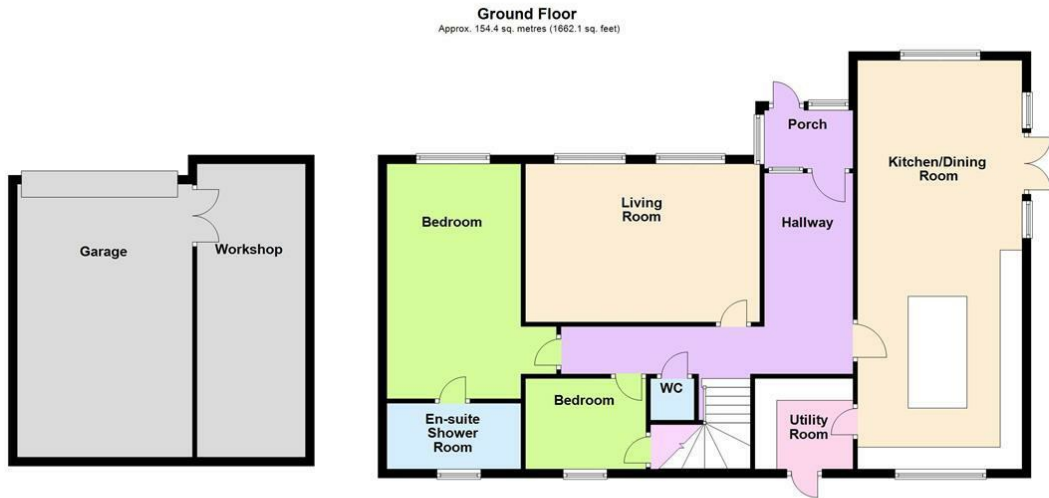 Ground Floor
Approx. 154.4 sq. metres (1662.1 sq. feet)
Porch
Kitchen/Dining
Room
Bedroom
Living
Room
Hallway
Garage
Workshop
WC
Bedroom
En-suite
Shower
Room
Utility
Room